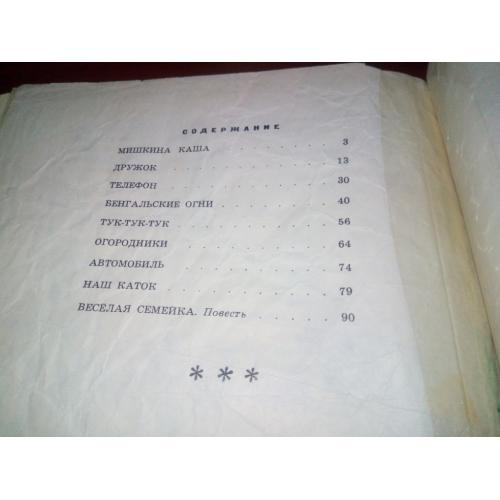 СОДЕРЖАНИЕ
МИШКИНА КАША . . . . . . . 3
ДРУЖОК . . . . . . . . . . 13
ТЕЛЕФОН . . . . . . . . . 30
БЕНГАЛЬСКИЕ ОГНИ . . . . . . 40
ТУК-ТУК-ТУК . . . . . . . . 56
ОГОРОДНИКИ . . . . . . . . 64
АВТОМОБИЛЬ . . . . . . . . 74
НАШ КАТОК . . . . . . . . 79
ВЕСЕЛАЯ СЕМЕЙКА. Повесть . . . . . 90
* * *